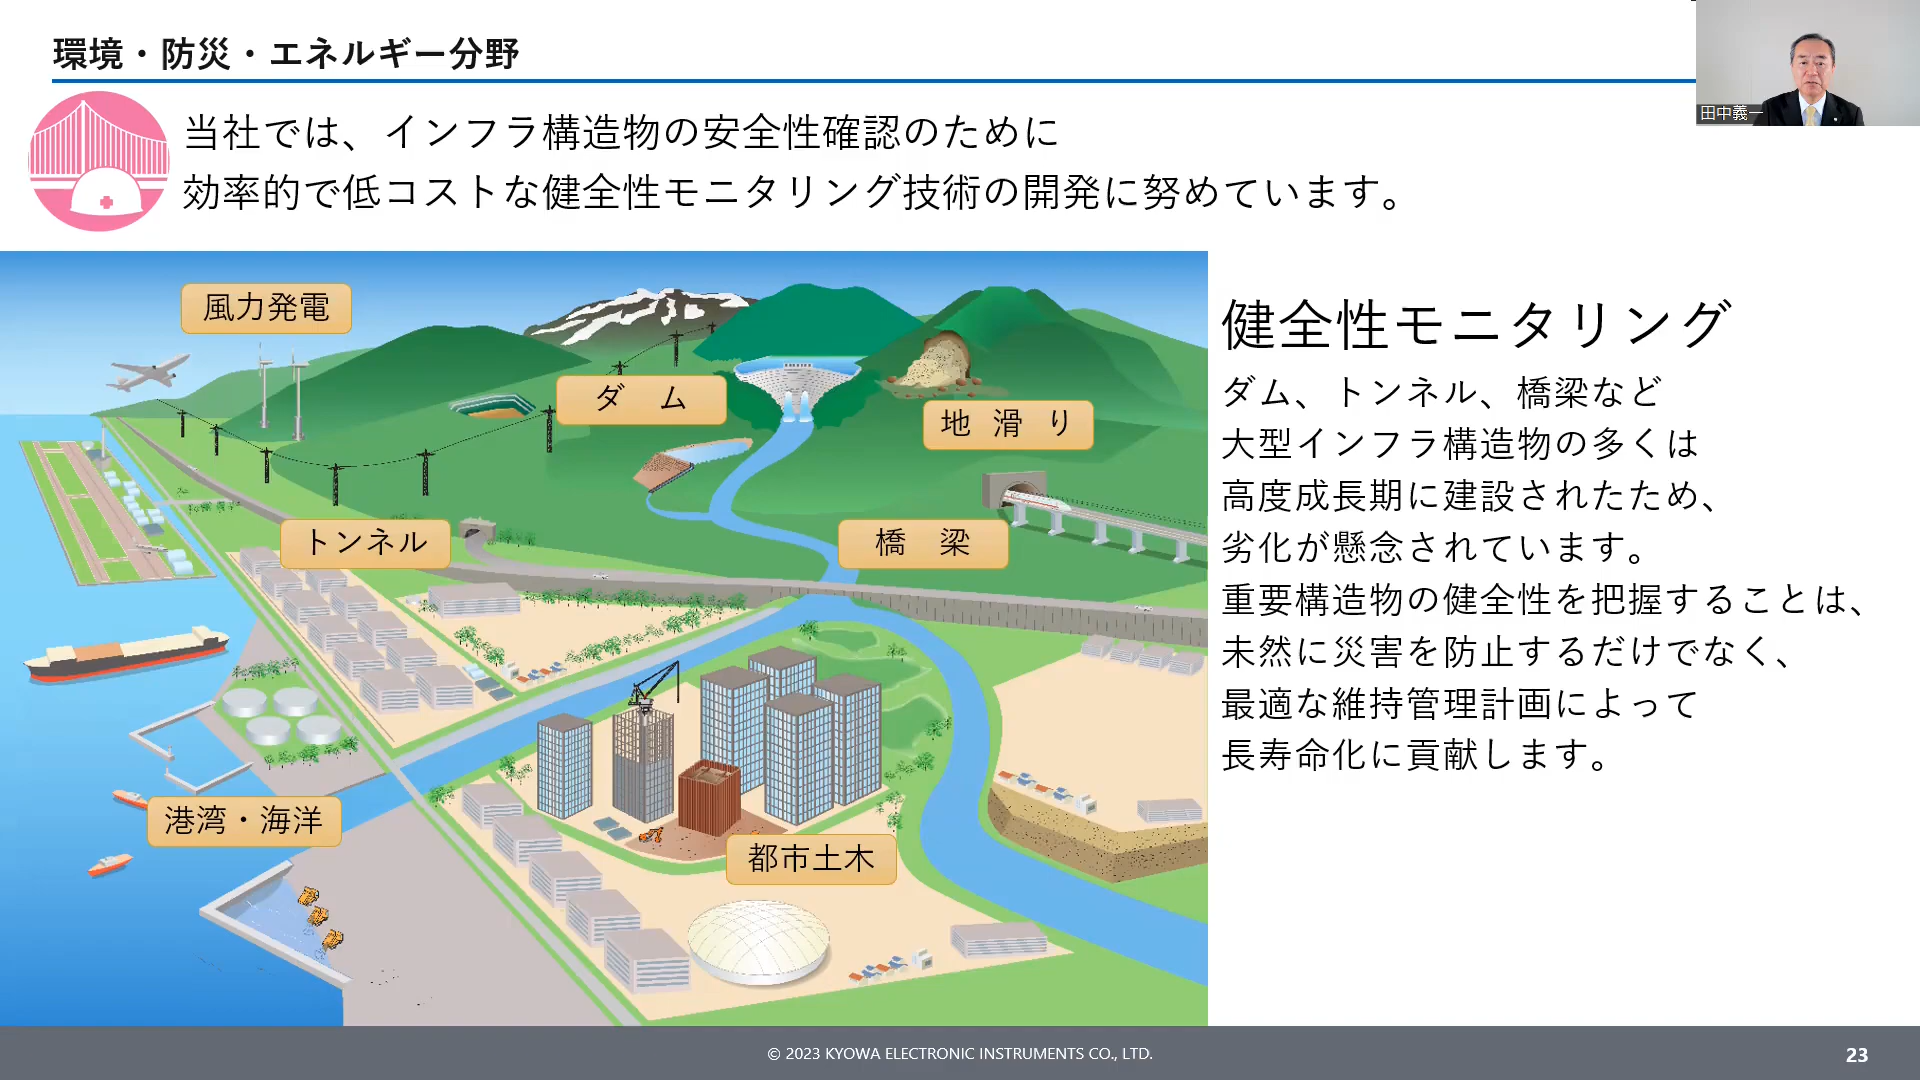 環境・防災・エネルギー分野
田中義一
当社では、インフラ構造物の安全性確認のために
効率的で低コストな健全性モニタリング技術の開発に努めています。
風力発電
ダム
地滑り
トンネル
橋梁
港湾・海洋
都市土木
健全性モニタリング
ダム、トンネル、橋梁など
大型インフラ構造物の多くは
高度成長期に建設されたため、
劣化が懸念されています。
重要構造物の健全性を把握することは、
未然に災害を防止するだけでなく、
最適な維持管理計画によって
長寿命化に貢献します。
© 2023 KYOWA ELECTRONIC INSTRUMENTS CO., LTD.
23